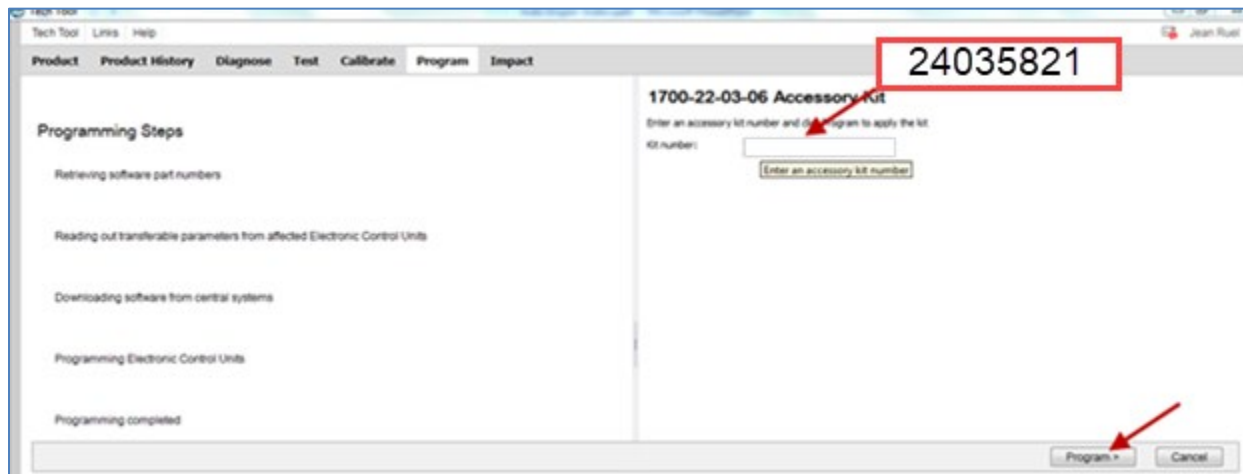 Tech Tool
Tech Tool Links Help
Jean Ruel
Product Product History Diagnose Test Calibrate Program Impact
24035821
1700-22-03-06 Accessory Kit
Enter an accessory kit number and click Program to apply the kit
Kit number:
Enter an accessory kit number
Programming Steps
Retrieving software part numbers
Reading out transferable parameters from affected Electronic Control Units
Downloading software from central systems
Programming Electronic Control Units
Programming completed
Program >
Cancel